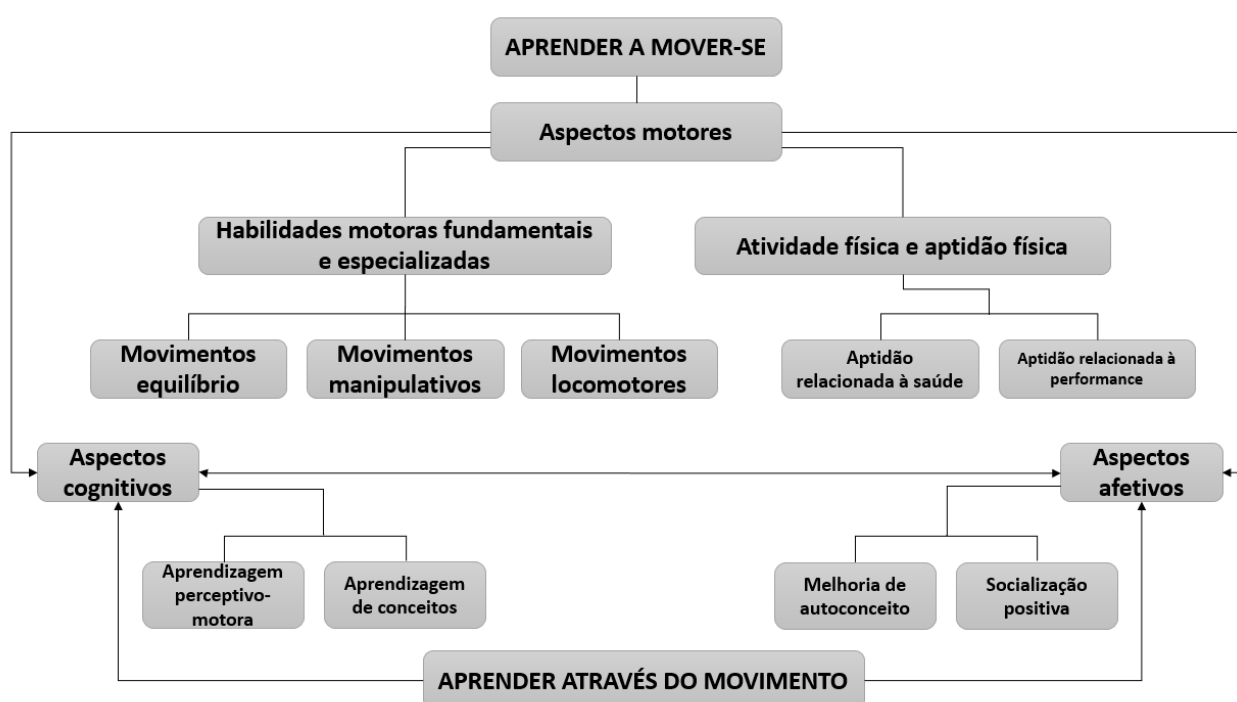 APRENDER A MOVER-SE
Aspectos motores
Habilidades motoras fundamentais
e especializadas
Atividade física e aptidão física
Movimentos
equilíbrio
Movimentos
manipulativos
Movimentos
locomotores
Aptidão
relacionada à saúde
Aptidão relacionada à
performance
Aspectos
cognitivos
Aspectos
afetivos
Aprendizagem
perceptivo-
motora
Aprendizagem
de conceitos
Melhoria de
autoconceito
Socialização
positiva
APRENDER ATRAVÉS DO MOVIMENTO